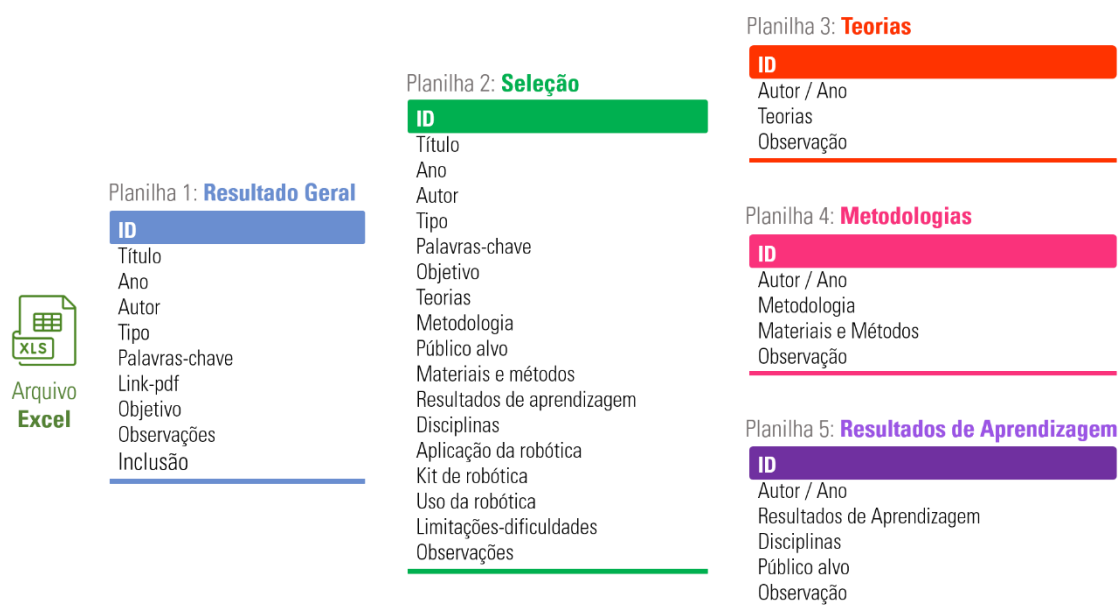 XLS
Arquivo
Excel
Planilha 1: Resultado Geral
ID
Título
Ano
Autor
Tipo
Palavras-chave
Link-pdf
Objetivo
Observações
Inclusão
Planilha 2: Seleção
ID
Título
Ano
Autor
Tipo
Palavras-chave
Objetivo
Teorias
Metodologia
Público alvo
Materiais e métodos
Resultados de aprendizagem
Disciplinas
Aplicação da robótica
Kit de robótica
Uso da robótica
Limitações-dificuldades
Observações
Planilha 3: Teorias
ID
Autor / Ano
Teorias
Observação
Planilha 4: Metodologias
ID
Autor / Ano
Metodologia
Materiais e Métodos
Observação
Planilha 5: Resultados de Aprendizagem
ID
Autor / Ano
Resultados de Aprendizagem
Disciplinas
Público alvo
Observação